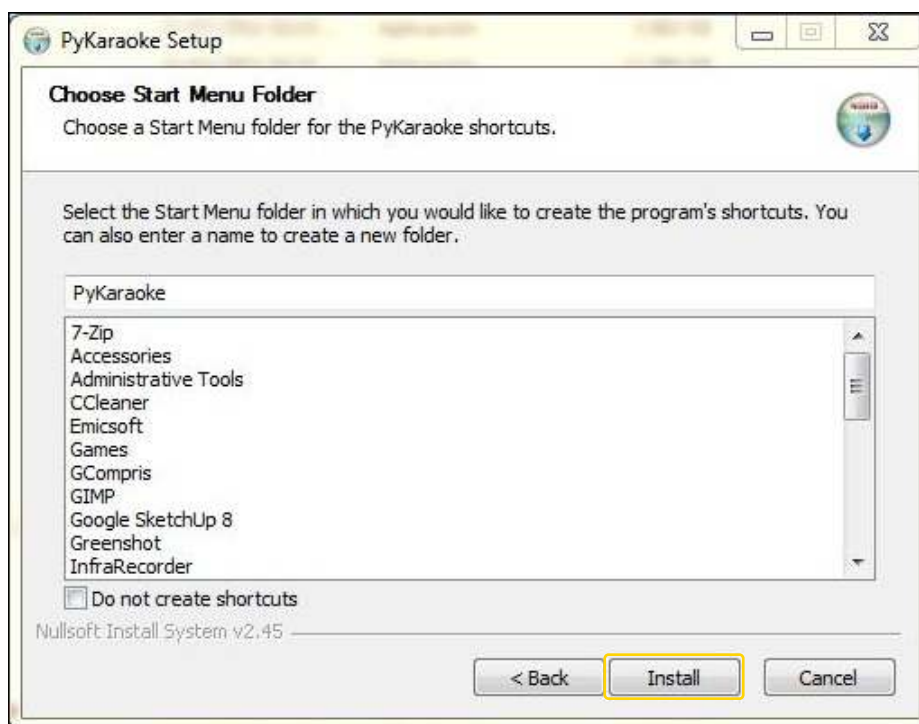 PyKaraoke Setup
Choose Start Menu Folder
Choose a Start Menu folder for the PyKaraoke shortcuts.
Select the Start Menu folder in which you would like to create the program's shortcuts. You
can also enter a name to create a new folder.
PyKaraoke
7-Zip
Accessories
Administrative Tools
CCleaner
Emicsoft
Games
GCompris
GIMP
Google SketchUp 8
Greenshot
InfraRecorder
Do not create shortcuts
Nullsoft Install System v2.45
< Back Install Cancel